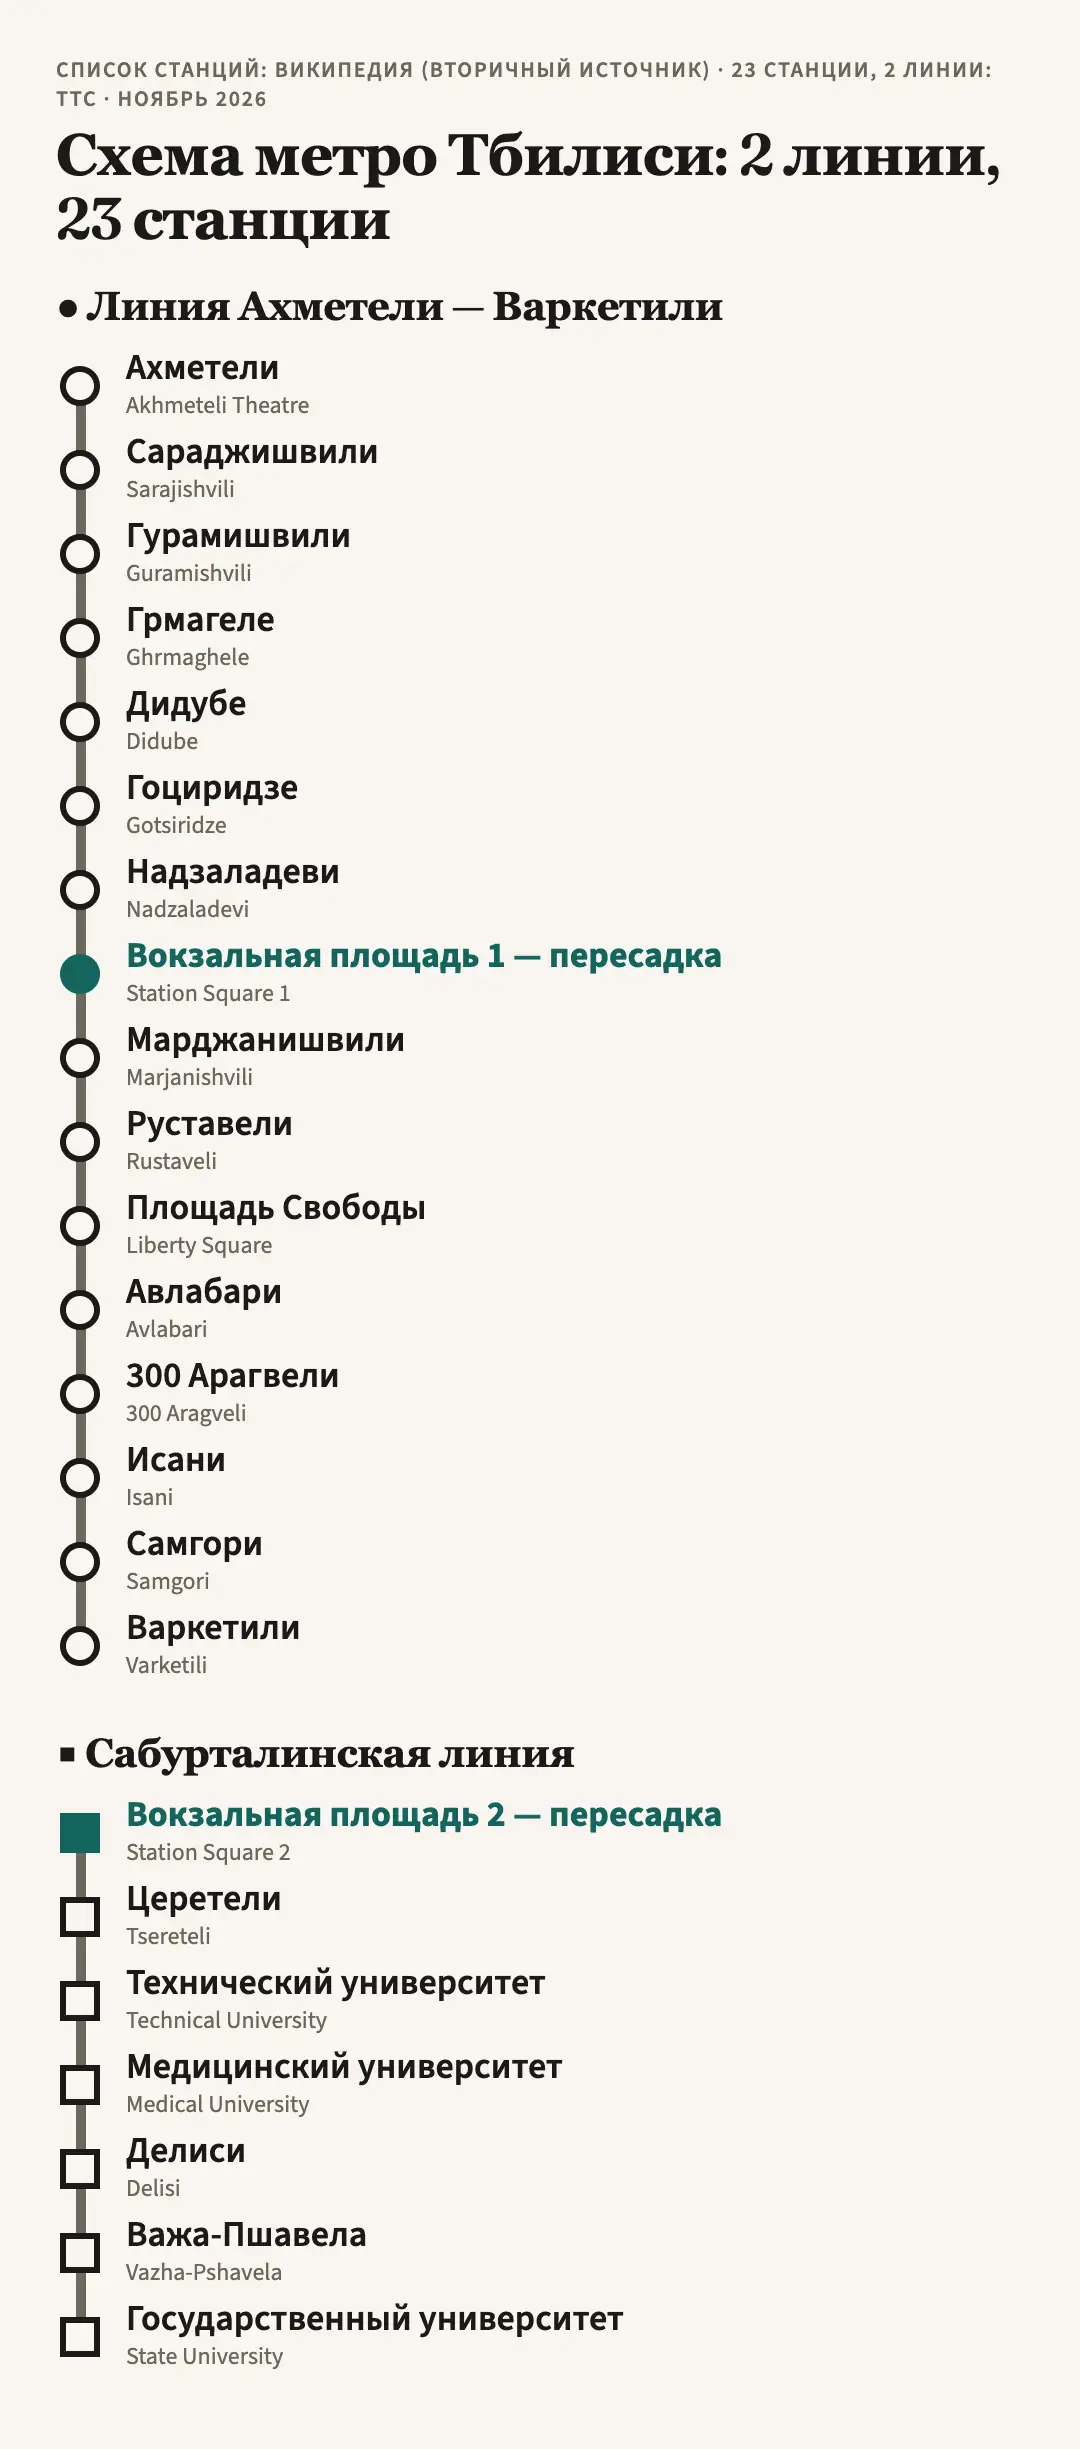 СПИСОК СТАНЦИЙ: ВИКИПЕДИЯ (ВТОРИЧНЫЙ ИСТОЧНИК) · 23 СТАНЦИИ, 2 ЛИНИИ:
ТТС · НОЯБРЬ 2026
Схема метро Тбилиси: 2 линии,
23 станции
● Линия Ахметели — Варкетили
Ахметели
Akhmeteli Theatre
Сараджишвили
Sarajishvili
Гурамишвили
Guramishvili
Грмагеле
Ghrmaghele
Дидубе
Didube
Гоциридзе
Gotsiridze
Надзаладеви
Nadzaladevi
Вокзальная площадь 1 — пересадка
Station Square 1
Марджанишвили
Marjanishvili
Руставели
Rustaveli
Площадь Свободы
Liberty Square
Авлабари
Avlabari
300 Арагвели
300 Aragveli
Исани
Isani
Самгори
Samgori
Варкетили
Varketili
▪ Сабурталинская линия
Вокзальная площадь 2 — пересадка
Station Square 2
Церетели
Tsereteli
Технический университет
Technical University
Медицинский университет
Medical University
Делиси
Delisi
Важа-Пшавела
Vazha-Pshavela
Государственный университет
State University